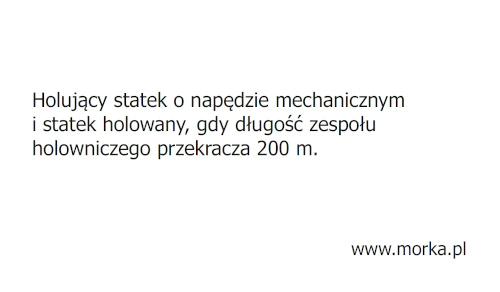 Holujący statek o napędzie mechanicznym
i statek holowany, gdy długość zespołu
holowniczego przekracza 200 m.
www.morka.pl